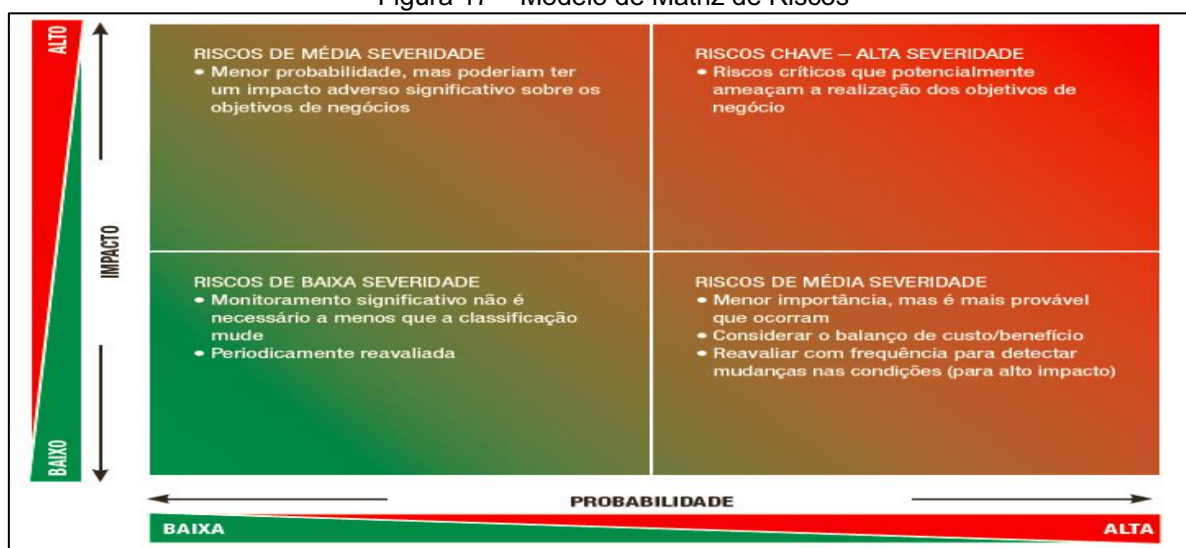 Figura 17 – Modelo de Matriz de Riscos
ALTO
IMPACTO
BAIXO
RISCOS DE MÉDIA SEVERIDADE
• Menor probabilidade, mas poderiam ter
um impacto adverso significativo sobre os
objetivos de negócios
RISCOS CHAVE – ALTA SEVERIDADE
• Riscos críticos que potencialmente
ameaçam a realização dos objetivos de
negócio
RISCOS DE BAIXA SEVERIDADE
• Monitoramento significativo não é
necessário a menos que a classificação
mude
• Periodicamente reavaliada
RISCOS DE MÉDIA SEVERIDADE
• Menor importância, mas é mais provável
que ocorram
• Considerar o balanço de custo/benefício
• Reavaliar com frequência para detectar
mudanças nas condições (para alto impacto)
PROBABILIDADE
BAIXA
ALTA